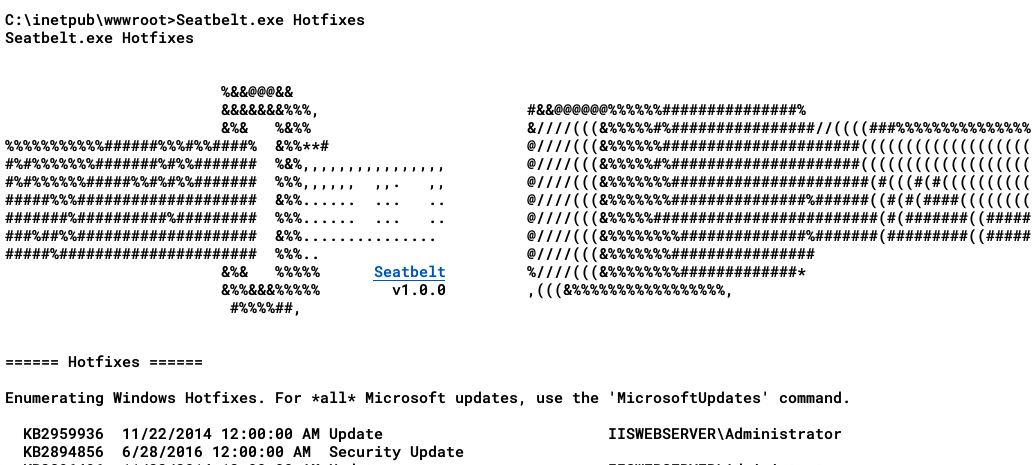 C:\inetpub\wwwroot>Seatbelt.exe Hotfixes
Seatbelt.exe Hotfixes
%&&@@@&&
&&&&&&&%%%,                       #&&@@@@@@%%%%%%###############%
&%&   %&%%                        &////(((&%%%%%#%################//((((###%%%%%%%%%%%%%%%
%%%%%%%%%%%######%%%#%%####%  &%%**#                      @////(((&%%%%%%######################(((((((((((((((((((
#%#%%%%%%%#######%#%%#######  %&%,,,,,,,,,,,,,,,,         @////(((&%%%%%#%#####################(((((((((((((((((((
#%#%%%%%%#####%%#%#%%#######  %%%,,,,,,  ,,.   ,,         @////(((&%%%%%%%######################(#(((#(#((((((((((
#####%%%####################  &%%......  ...   ..         @////(((&%%%%%%%###############%######((#(#(####((((((((
#######%##########%#########  %%%......  ...   ..         @////(((&%%%%%#########################(#(#######((#####
###%##%%####################  &%%...............          @////(((&%%%%%%%%##############%#######(#########((#####
#####%######################  %%%..                       @////(((&%%%%%%%################
&%&   %%%%%      Seatbelt         %////(((&%%%%%%%%#############*
&%%&&&%%%%%        v1.0.0         ,(((&%%%%%%%%%%%%%%%%%,
#%%%%##,
====== Hotfixes ======
Enumerating Windows Hotfixes. For *all* Microsoft updates, use the 'MicrosoftUpdates' command.
KB2959936  11/22/2014 12:00:00 AM Update                         IISWEBSERVER\Administrator
KB2894856  6/28/2016 12:00:00 AM  Security Update